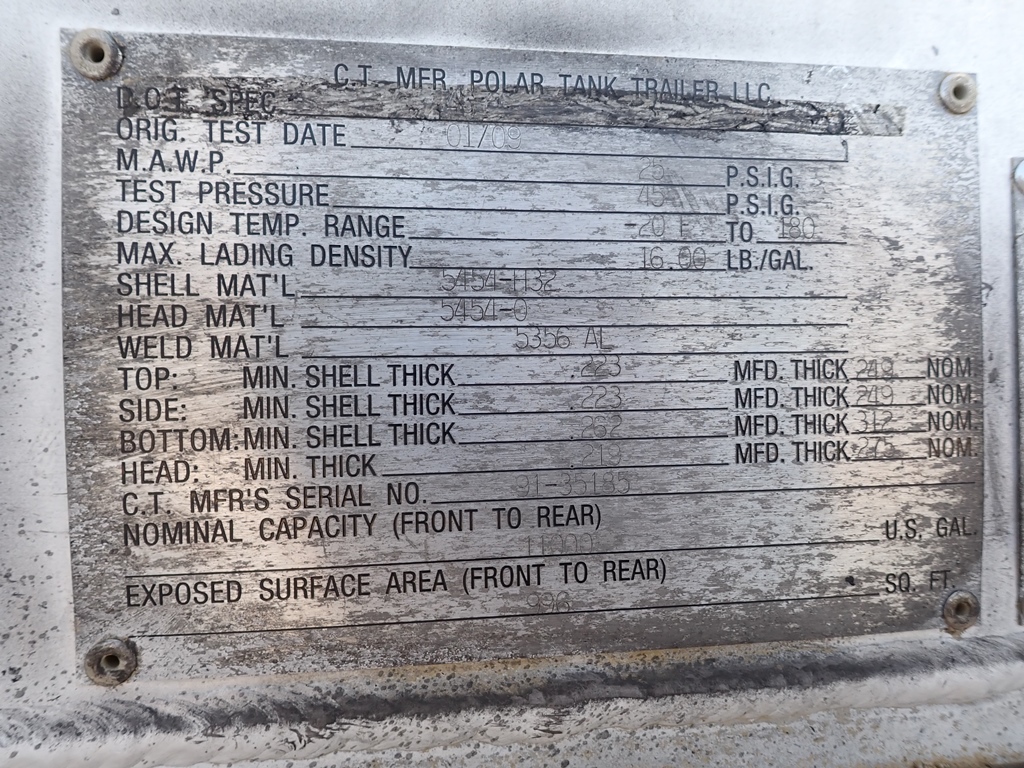 C.T. MFR. POLAR TANK TRAILER LLC
D.O.T. SPEC
ORIG. TEST DATE 01/09
M.A.W.P. 25 P.S.I.G.
TEST PRESSURE 45 P.S.I.G.
DESIGN TEMP. RANGE -20 F TO 180
MAX. LADING DENSITY 16.00 LB./GAL.
SHELL MAT'L 5454-H32
HEAD MAT'L 5454-0
WELD MAT'L 5356 AL
TOP: MIN. SHELL THICK .223 MFD. THICK .249 NOM.
SIDE: MIN. SHELL THICK .223 MFD. THICK .249 NOM.
BOTTOM: MIN. SHELL THICK MFD. THICK .312 NOM.
HEAD: MIN. THICK MFD. THICK NOM.
C.T. MFR'S SERIAL NO. 91-35185
NOMINAL CAPACITY (FRONT TO REAR)
11000 U.S. GAL.
EXPOSED SURFACE AREA (FRONT TO REAR)
SQ. FT.